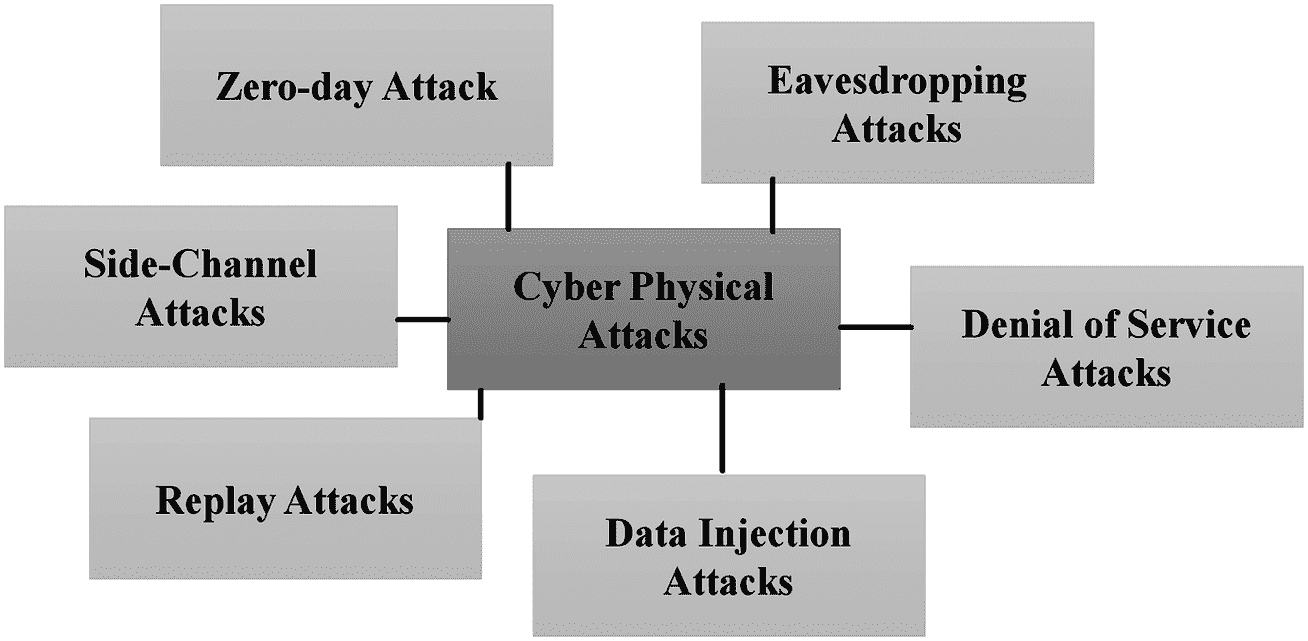 Zero-day Attack
Eavesdropping
Attacks
Side-Channel
Attacks
Cyber Physical
Attacks
Denial of Service
Attacks
Replay Attacks
Data Injection
Attacks